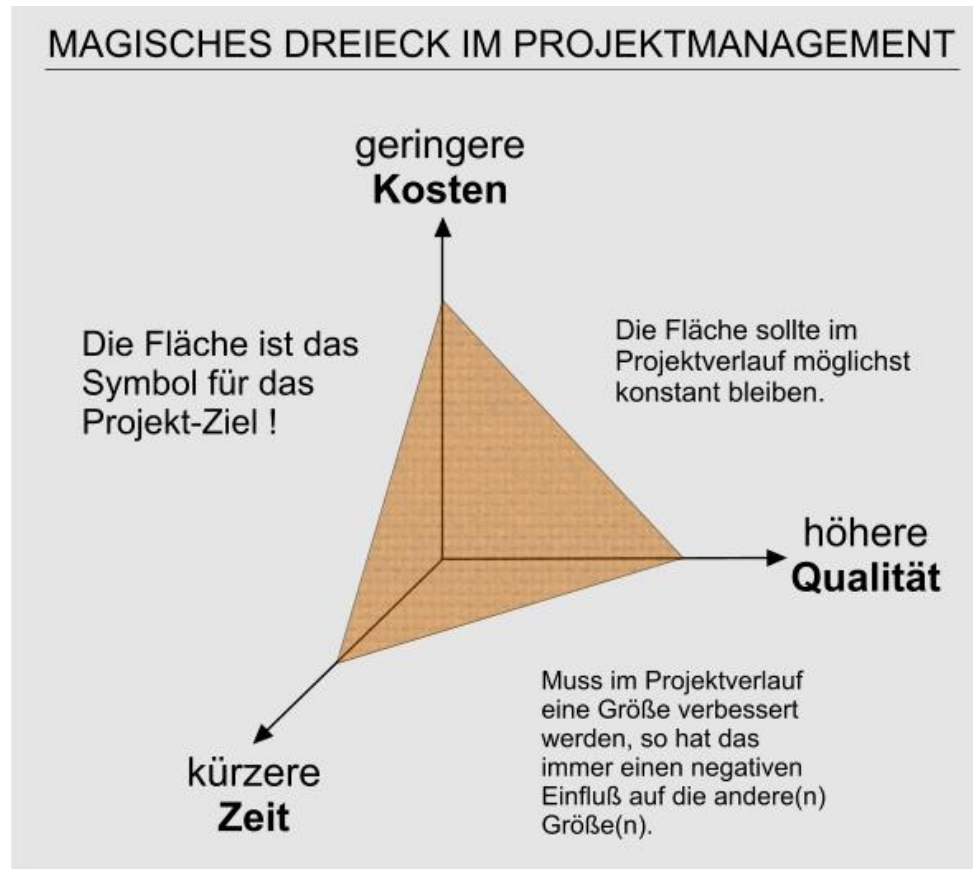 MAGISCHES DREIECK IM PROJEKTMANAGEMENT
geringere
Kosten
Die Fläche ist das
Symbol für das
Projekt-Ziel !
Die Fläche sollte im
Projektverlauf möglichst
konstant bleiben.
höhere
Qualität
Muss im Projektverlauf
eine Größe verbessert
werden, so hat das
immer einen negativen
Einfluß auf die andere(n)
Größe(n).
kürzere
Zeit